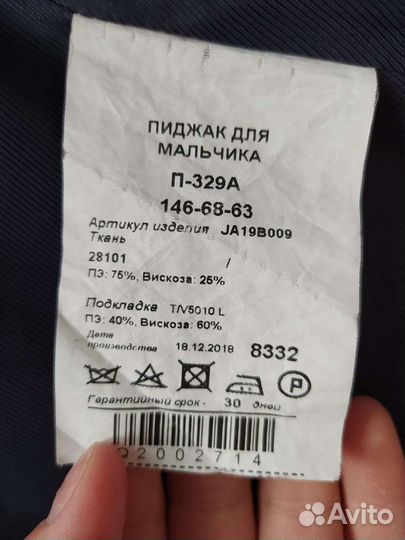 ПИДЖАК ДЛЯ
МАЛЬЧИКА
П-329А
146-68-63
Артикул изделия JA19B009
Ткань
28101 /
ПЭ: 75%, Вискоза: 25%
Подкладка T/V5010 L
ПЭ: 40%, Вискоза: 60%
Дата
производства 18.12.2018 8332
P
Гарантийный срок - 30 дней
02002714
Avito